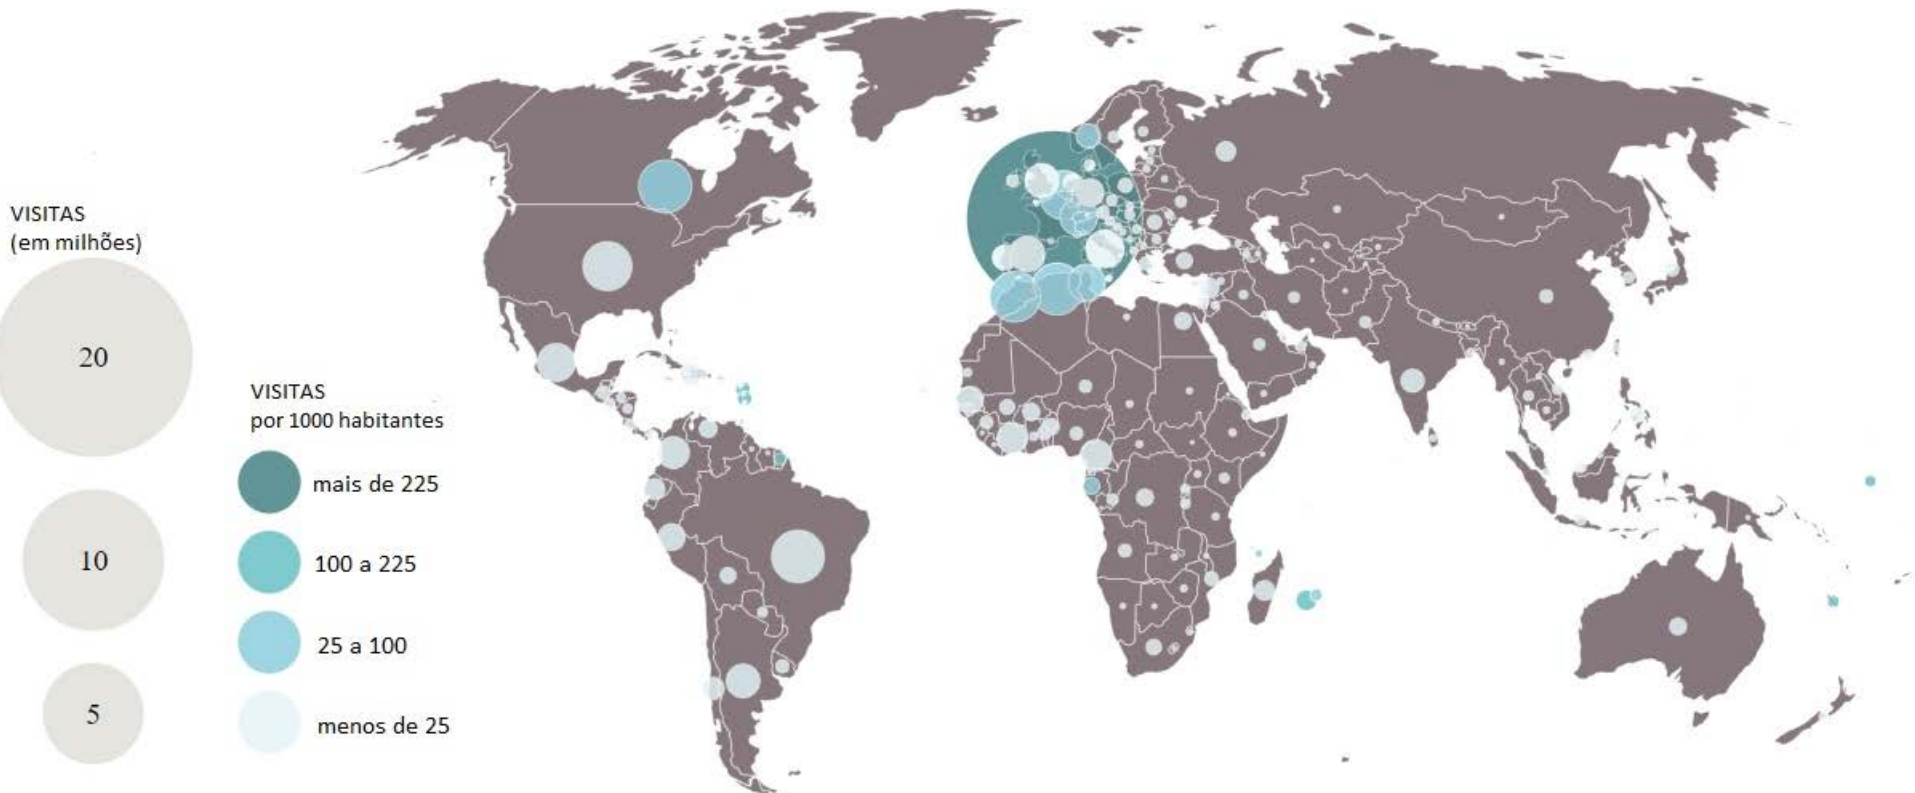 VISITAS
(em milhões)
20
10
5
VISITAS
por 1000 habitantes
mais de 225
100 a 225
25 a 100
menos de 25